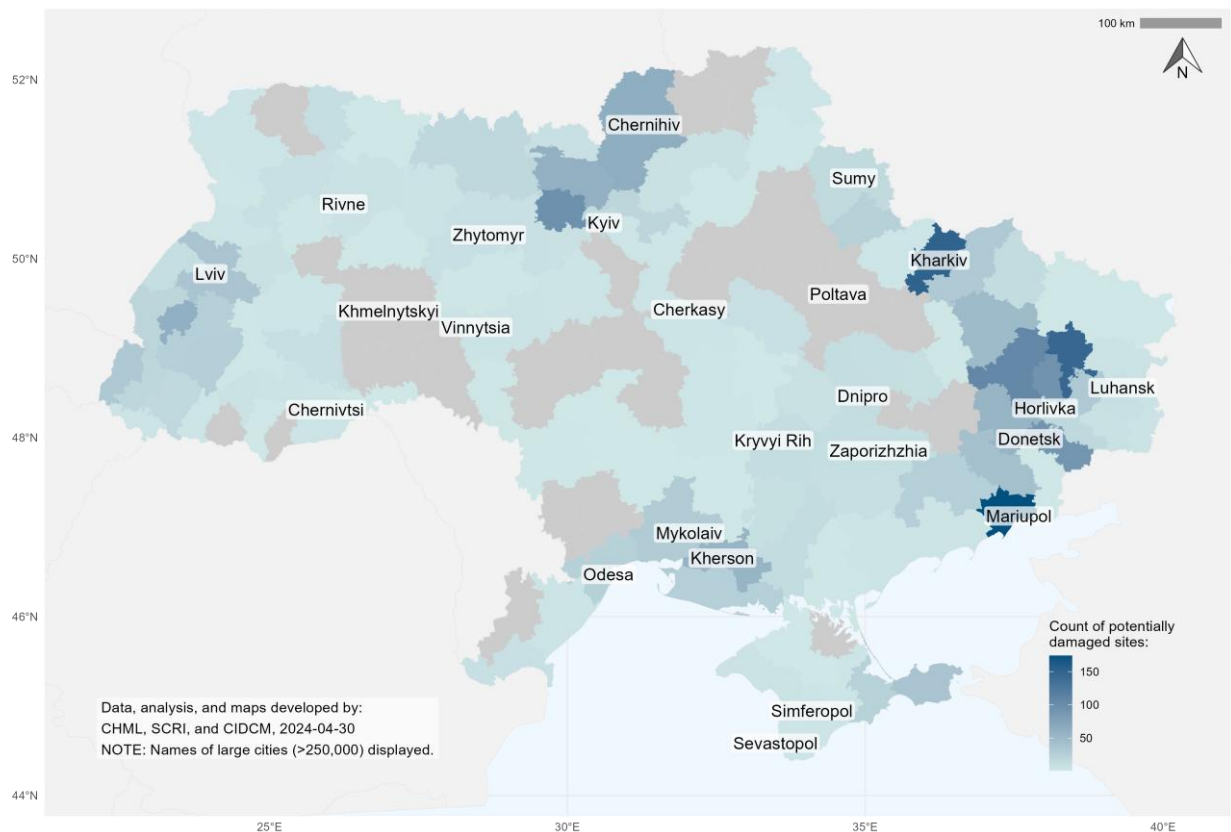 100 km
N
52°N
50°N
48°N
46°N
44°N
Chernihiv
Sumy
Rivne
Kyiv
Zhytomyr
Kharkiv
Lviv
Poltava
Khmelnytskyi
Cherkasy
Vinnytsia
Luhansk
Dnipro
Chernivtsi
Horlivka
Kryvyi Rih
Donetsk
Zaporizhzhia
Mariupol
Mykolaiv
Kherson
Odesa
Simferopol
Sevastopol
Count of potentially
damaged sites:
150
100
50
Data, analysis, and maps developed by:
CHML, SCRI, and CIDCM, 2024-04-30
NOTE: Names of large cities (>250,000) displayed.
25°E
30°E
35°E
40°E